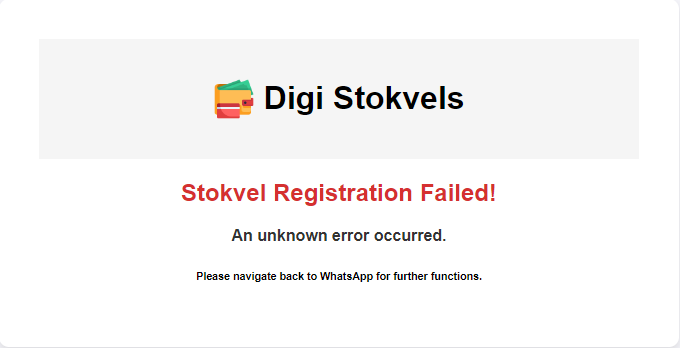 Digi Stokvels
Stokvel Registration Failed!
An unknown error occurred.
Please navigate back to WhatsApp for further functions.